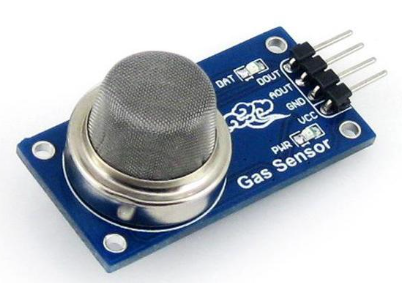 DAT
DOUT
AOUT
GND
VCC
PWR
Gas Sensor